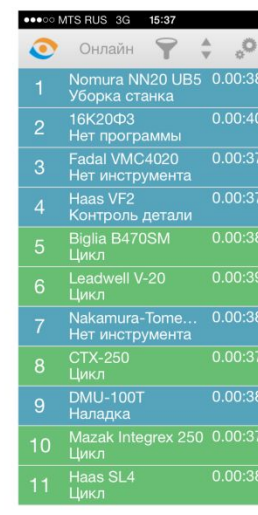 MTS RUS 3G 15:37
Онлайн
1 Nomura NN20 UB5 0.00:38
Уборка станка
2 16К20Ф3 0.00:40
Нет программы
3 Fadal VMC4020 0.00:37
Нет инструмента
4 Haas VF2 0.00:37
Контроль детали
5 Biglia B470SM 0.00:38
Цикл
6 Leadwell V-20 0.00:39
Цикл
7 Nakamura-Tome... 0.00:38
Нет инструмента
8 CTX-250 0.00:37
Цикл
9 DMU-100T 0.00:38
Наладка
10 Mazak Integrex 250 0.00:37
Цикл
11 Haas SL4 0.00:38
Цикл